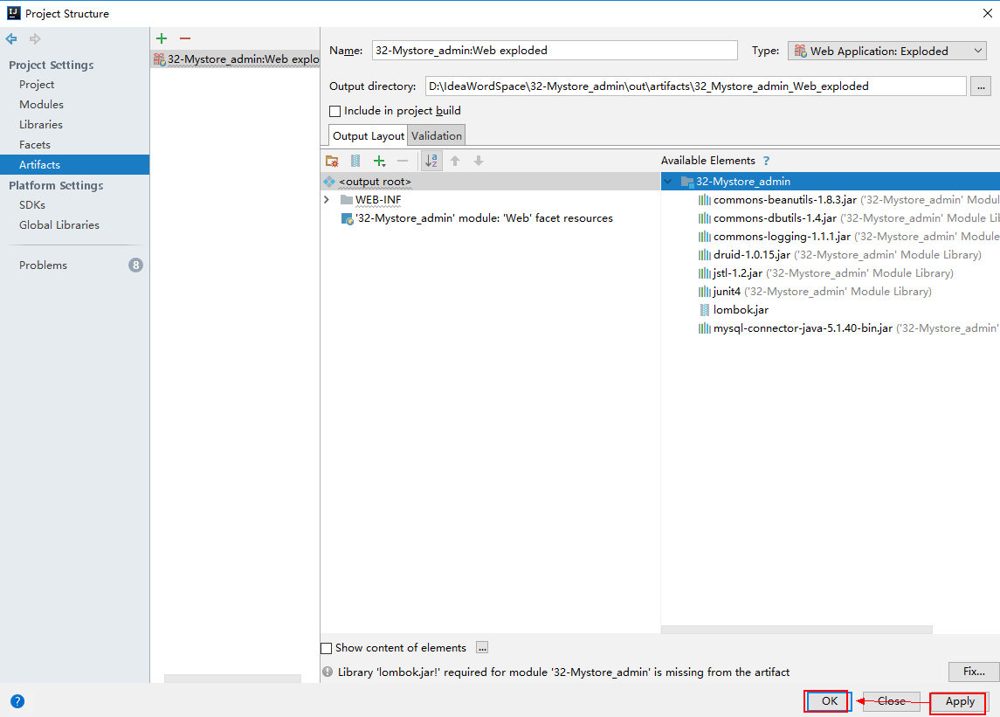 Project Structure
Project Settings
Project
Modules
Libraries
Facets
Artifacts
Platform Settings
SDKs
Global Libraries
Problems 8
32-Mystore_admin:Web explo
Name: 32-Mystore_admin:Web exploded Type: Web Application: Exploded
Output directory: D:\IdeaWordSpace\32-Mystore_admin\out\artifacts\32_Mystore_admin_Web_exploded ...
Include in project build
Output Layout Validation
Available Elements ?
<output root>
WEB-INF
'32-Mystore_admin' module: 'Web' facet resources
32-Mystore_admin
commons-beanutils-1.8.3.jar ('32-Mystore_admin' Modul
commons-dbutils-1.4.jar ('32-Mystore_admin' Module Lib
commons-logging-1.1.1.jar ('32-Mystore_admin' Module
druid-1.0.15.jar ('32-Mystore_admin' Module Library)
jstl-1.2.jar ('32-Mystore_admin' Module Library)
junit4 ('32-Mystore_admin' Module Library)
lombok.jar
mysql-connector-java-5.1.40-bin.jar ('32-Mystore_admin'
Show content of elements ...
Library 'lombok.jar!' required for module '32-Mystore_admin' is missing from the artifact Fix...
? OK Close Apply